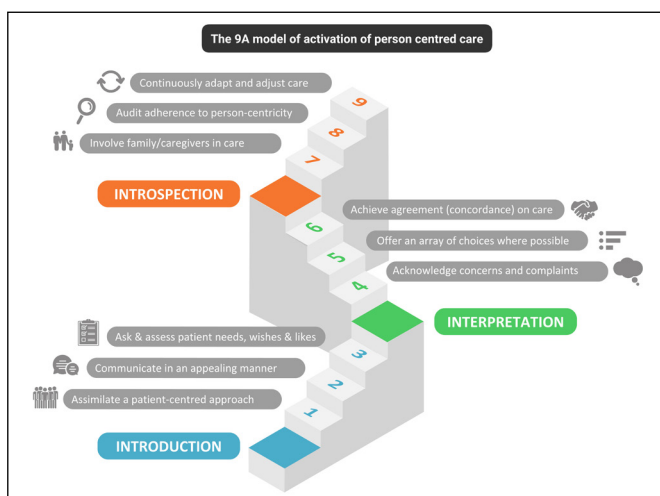 The 9A model of activation of person centred care
Continuously adapt and adjust care
9
Audit adherence to person-centricity
8
Involve family/caregivers in care
7
INTROSPECTION
Achieve agreement (concordance) on care
6
Offer an array of choices where possible
5
Acknowledge concerns and complaints
4
INTERPRETATION
Ask & assess patient needs, wishes & likes
3
Communicate in an appealing manner
2
Assimilate a patient-centred approach
1
INTRODUCTION